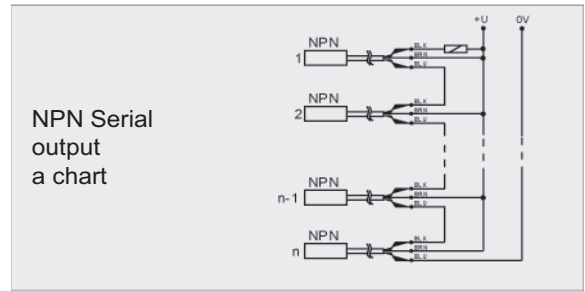 +U 0V
NPN
BLK
1
BRN
BLU
NPN
BLK
2
BRN
BLU
NPN Serial
output
a chart
NPN
BLK
n-1
BRN
BLU
NPN
BLK
n
BRN
BLU